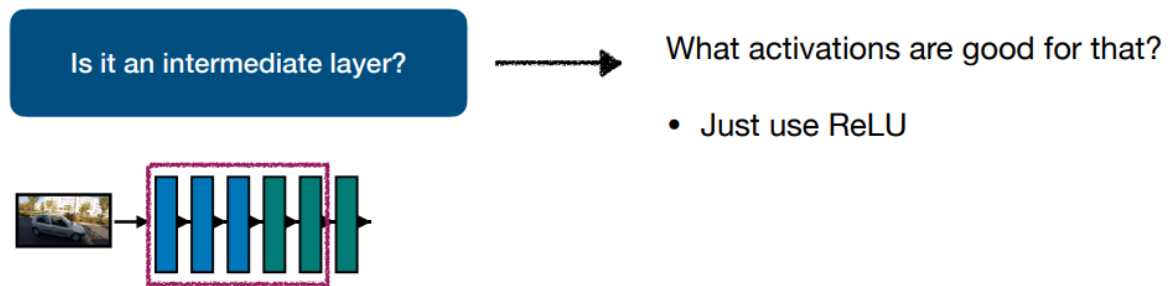 Is it an intermediate layer?
What activations are good for that?
• Just use ReLU